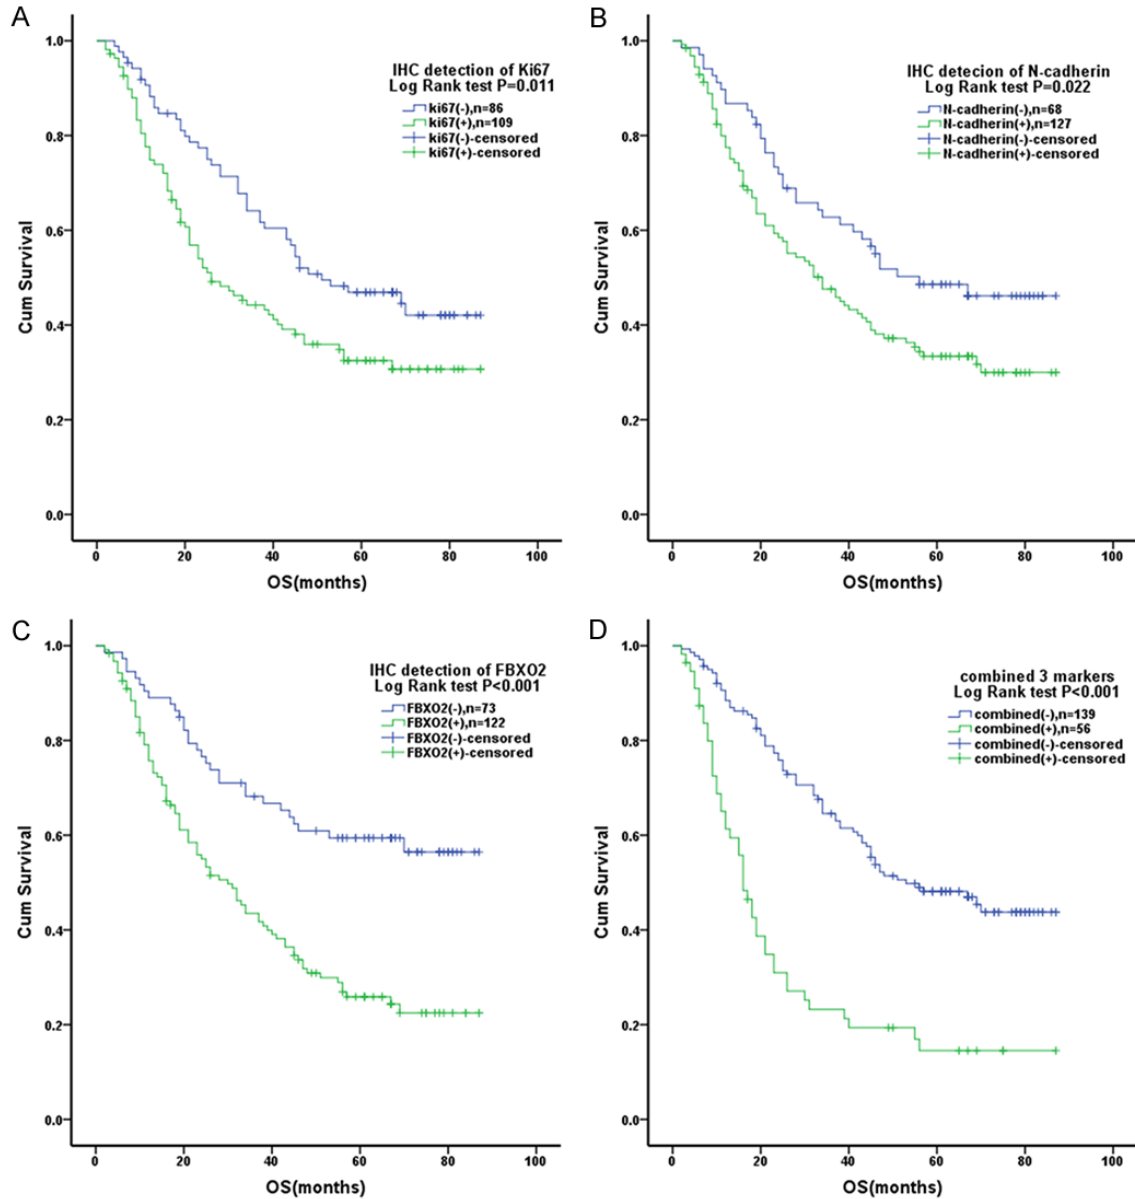 A
IHC detection of Ki67
Log Rank test P=0.011
ki67(-),n=86
ki67(+),n=109
ki67(-)-censored
ki67(+)-censored
Cum Survival
1.0
0.8
0.6
0.4
0.2
0.0
0 20 40 60 80 100
OS(months)
B
IHC detecion of N-cadherin
Log Rank test P=0.022
N-cadherin(-),n=68
N-cadherin(+),n=127
N-cadherin(-)-censored
N-cadherin(+)-censored
Cum Survival
1.0
0.8
0.6
0.4
0.2
0.0
0 20 40 60 80 100
OS(months)
C
IHC detection of FBXO2
Log Rank test P<0.001
FBXO2(-),n=73
FBXO2(+),n=122
FBXO2(-)-censored
FBXO2(+)-censored
Cum Survival
1.0
0.8
0.6
0.4
0.2
0.0
0 20 40 60 80 100
OS(months)
D
combined 3 markers
Log Rank test P<0.001
combined(-),n=139
combined(+),n=56
combined(-)-censored
combined(+)-censored
Cum Survival
1.0
0.8
0.6
0.4
0.2
0.0
0 20 40 60 80 100
OS(months)